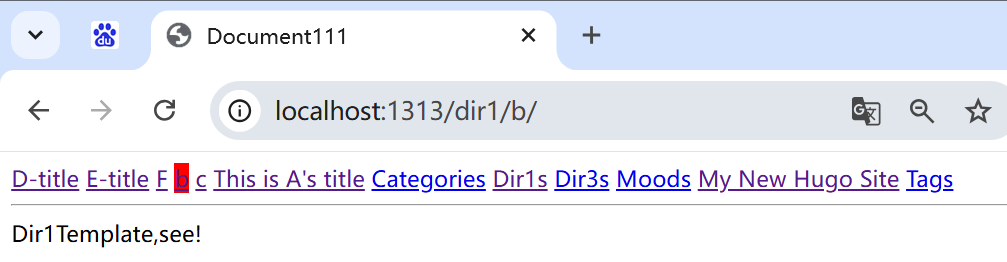 du Document111
localhost:1313/dir1/b/
D-title E-title F b c This is A's title Categories Dir1s Dir3s Moods My New Hugo Site Tags
Dir1Template,see!